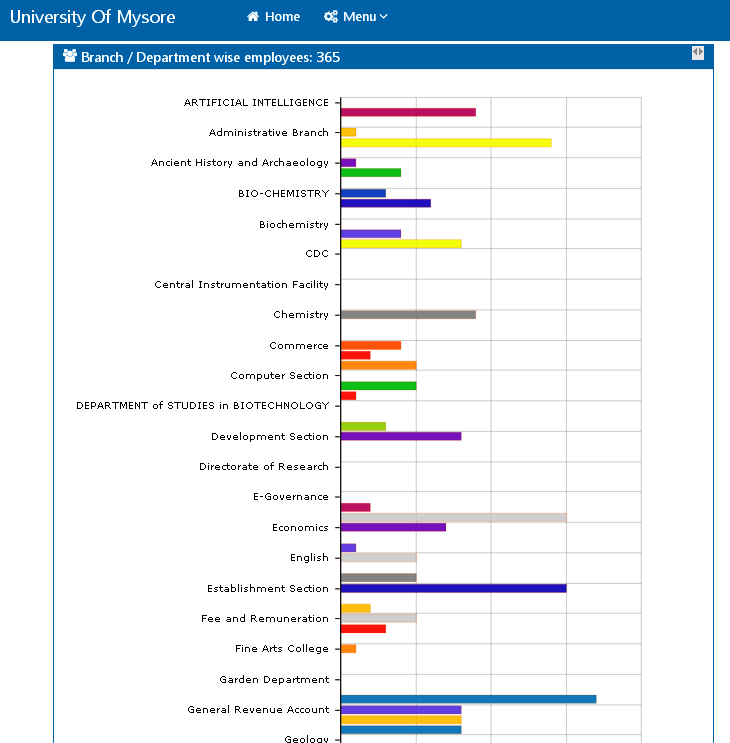 University Of Mysore
Home Menu
Branch / Department wise employees: 365
ARTIFICIAL INTELLIGENCE
Administrative Branch
Ancient History and Archaeology
BIO-CHEMISTRY
Biochemistry
CDC
Central Instrumentation Facility
Chemistry
Commerce
Computer Section
DEPARTMENT of STUDIES in BIOTECHNOLOGY
Development Section
Directorate of Research
E-Governance
Economics
English
Establishment Section
Fee and Remuneration
Fine Arts College
Garden Department
General Revenue Account
Geology